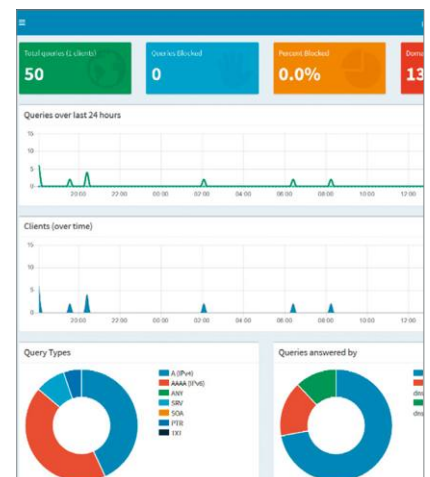 Total queries (2 clients)
50
Queries Blocked
0
Percent Blocked
0.0%
Doma
13
Queries over last 24 hours
15
10
5
0
20:00 22:00 00:00 02:00 04:00 06:00 08:00 10:00 12:00
Clients (over time)
15
10
5
0
20:00 22:00 00:00 02:00 04:00 06:00 08:00 10:00 12:00
Query Types
A (IPv4)
AAAA (IPv6)
ANY
SRV
SOA
PTR
TXT
Queries answered by
dns
dns